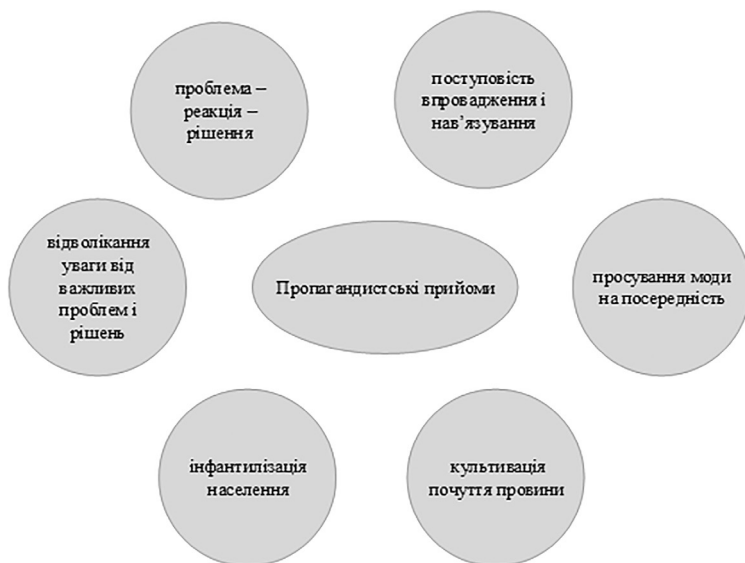 проблема –
реакція –
рішення
поступовість
впровадження і
нав’язування
відволікання
уваги від
важливих
проблем і
рішень
Пропагандистські прийоми
просування моди
на посередність
інфантилізація
населення
культивація
почуття провини